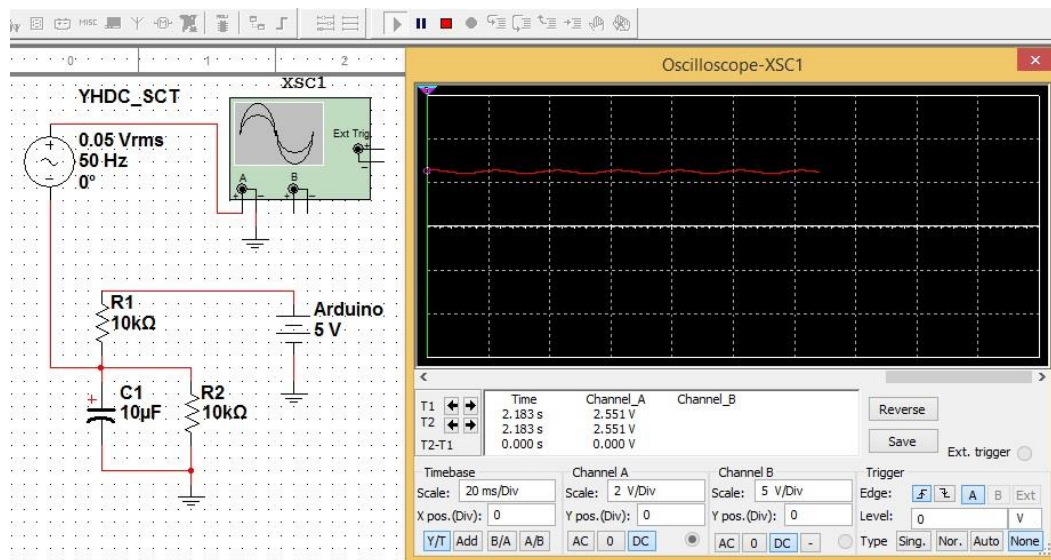 MISC
0 1 2
YHDC_SCT
0.05 Vrms
50 Hz
0°
XSC1
Ext Trig
+
A B
R1
10kΩ
C1
10µF
R2
10kΩ
Arduino
5 V
Oscilloscope-XSC1
Time Channel_A Channel_B
T1 2.183 s 2.551 V
T2 2.183 s 2.551 V
T2-T1 0.000 s 0.000 V
Reverse
Save
Ext. trigger
Timebase
Scale: 20 ms/Div
X pos.(Div): 0
Y/T Add B/A A/B
Channel A
Scale: 2 V/Div
Y pos.(Div): 0
AC 0 DC
Channel B
Scale: 5 V/Div
Y pos.(Div): 0
AC 0 DC -
Trigger
Edge: A B Ext
Level: 0 V
Type Sing. Nor. Auto None